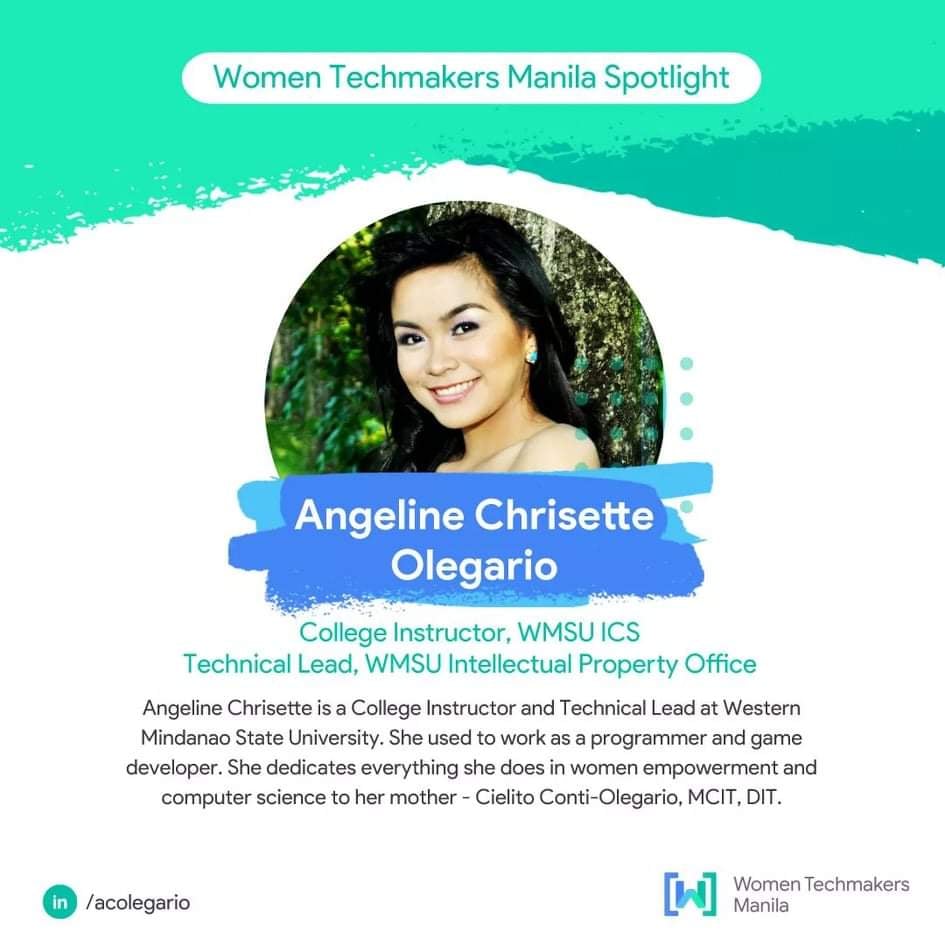 Women Techmakers Manila Spotlight
Angeline Chrisette
Olegario
College Instructor, WMSU ICS
Technical Lead, WMSU Intellectual Property Office
Angeline Chrisette is a College Instructor and Technical Lead at Western
Mindanao State University. She used to work as a programmer and game
developer. She dedicates everything she does in women empowerment and
computer science to her mother - Cielito Conti-Olegario, MCIT, DIT.
in /acolegario
Women Techmakers
Manila